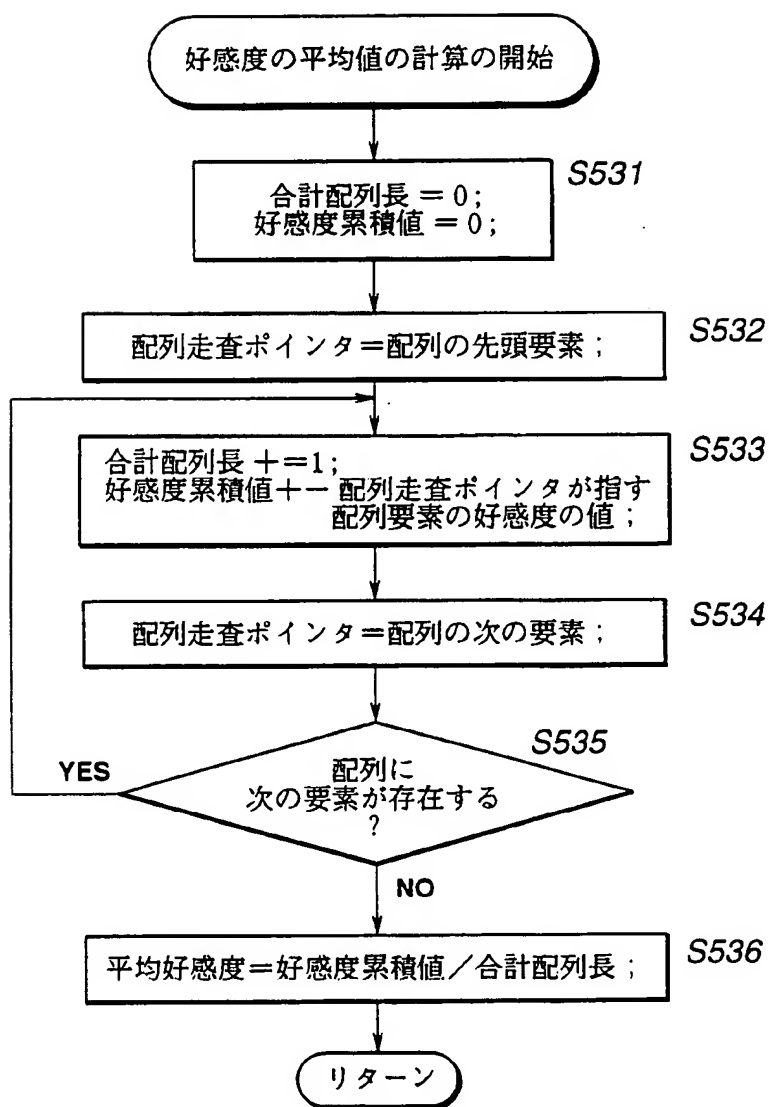 好感度の平均値の計算の開始
S531
合計配列長 = 0;
好感度累積値 = 0;
S532
配列走査ポインタ＝配列の先頭要素;
S533
合計配列長 +=1;
好感度累積値+− 配列走査ポインタが指す
配列要素の好感度の値;
S534
配列走査ポインタ＝配列の次の要素;
S535
配列に
次の要素が存在する
?
YES
NO
S536
平均好感度＝好感度累積値／合計配列長;
リターン